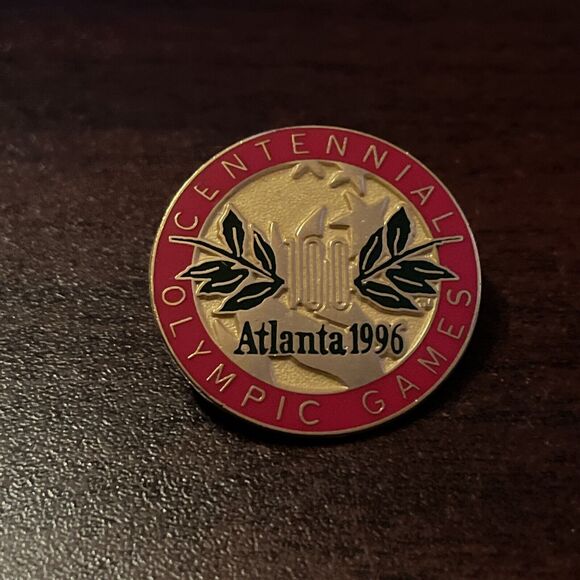 CENTENNIAL
100
Atlanta 1996
OLYMPIC GAMES